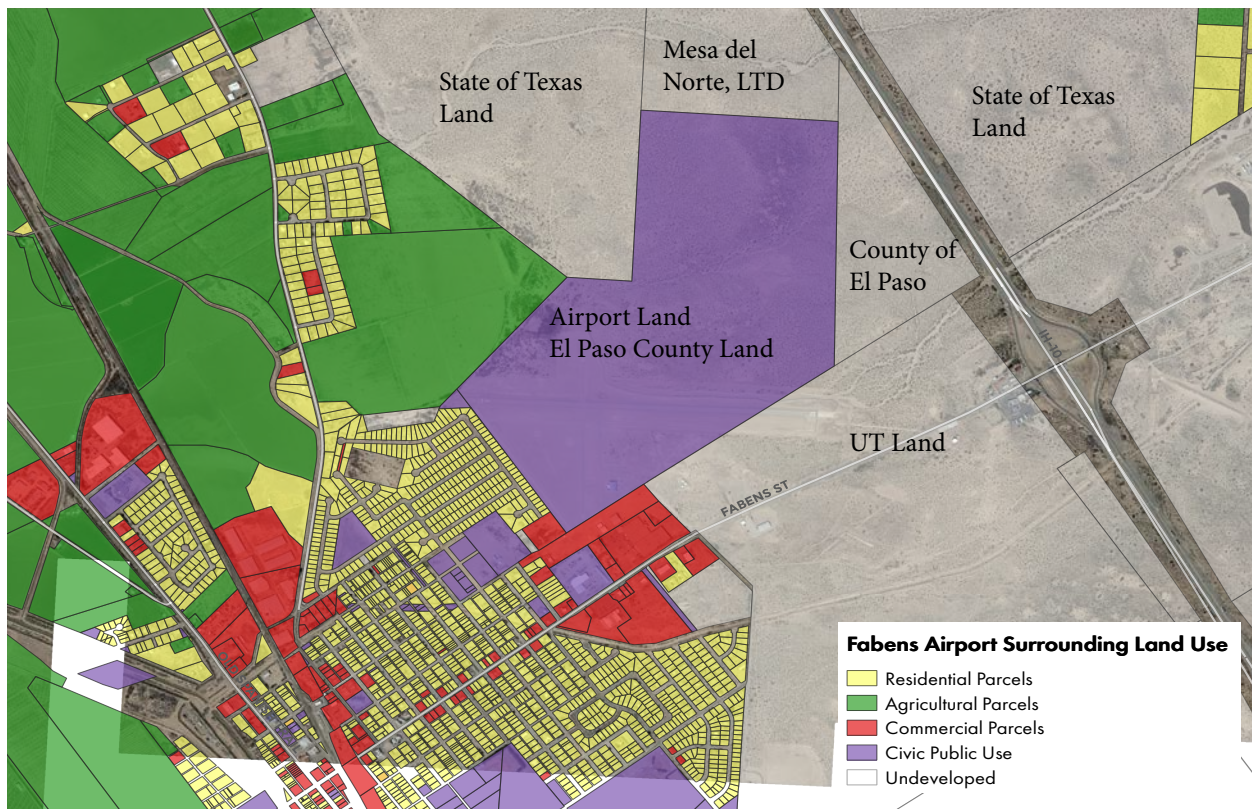 State of Texas
Land
Mesa del
Norte, LTD
State of Texas
Land
County of
El Paso
Airport Land
El Paso County Land
IH-10
UT Land
FABENS ST
Fabens Airport Surrounding Land Use
Residential Parcels
Agricultural Parcels
Commercial Parcels
Civic Public Use
Undeveloped